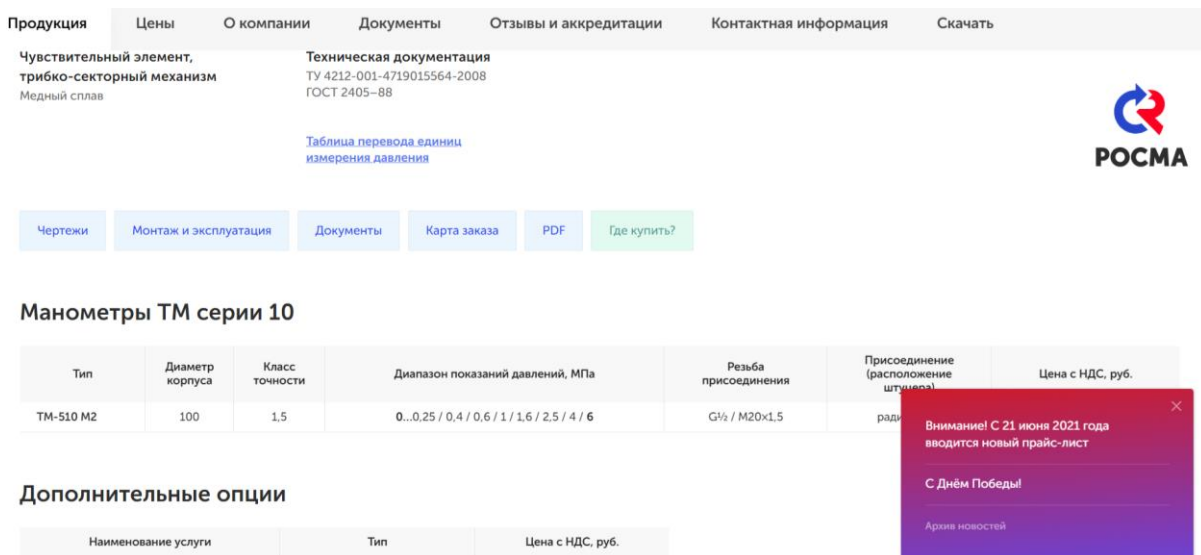 Продукция Цены О компании Документы Отзывы и аккредитации Контактная информация Скачать
Чувствительный элемент,
трибко-секторный механизм
Медный сплав
Техническая документация
ТУ 4212-001-4719015564-2008
ГОСТ 2405–88
Таблица перевода единиц
измерения давления
РОСМА
Чертежи Монтаж и эксплуатация Документы Карта заказа PDF Где купить?
Манометры ТМ серии 10
Тип Диаметр корпуса Класс точности Диапазон показаний давлений, МПа Резьба присоединения Присоединение (расположение штуцера) Цена с НДС, руб.
ТМ-510 М2 100 1,5 0...0,25 / 0,4 / 0,6 / 1 / 1,6 / 2,5 / 4 / 6 G½ / М20×1,5
Внимание! С 21 июня 2021 года
вводится новый прайс-лист
С Днём Победы!
Архив новостей
Дополнительные опции
Наименование услуги Тип Цена с НДС, руб.